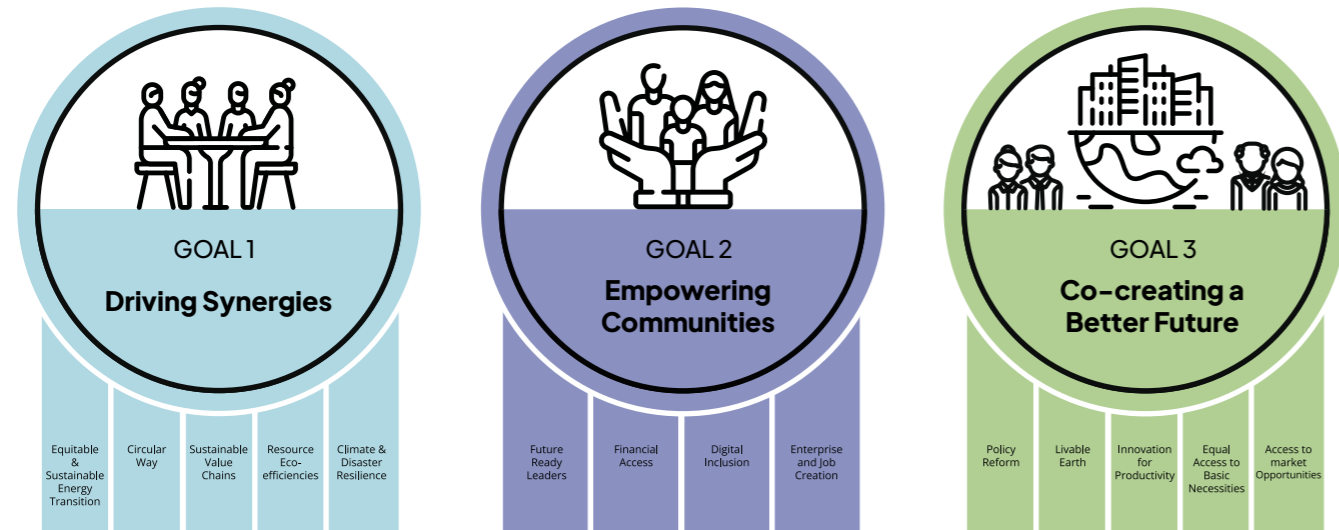 GOAL 1
Driving Synergies
Equitable
&
Sustainable
Energy
Transition
Circular
Way
Sustainable
Value
Chains
Resource
Eco-
efficiencies
Climate &
Disaster
Resilience
GOAL 2
Empowering
Communities
Future
Ready
Leaders
Financial
Access
Digital
Inclusion
Enterprise
and Job
Creation
GOAL 3
Co-creating a
Better Future
Policy
Reform
Livable
Earth
Innovation
for
Productivity
Equal
Access to
Basic
Necessities
Access to
market
Opportunities